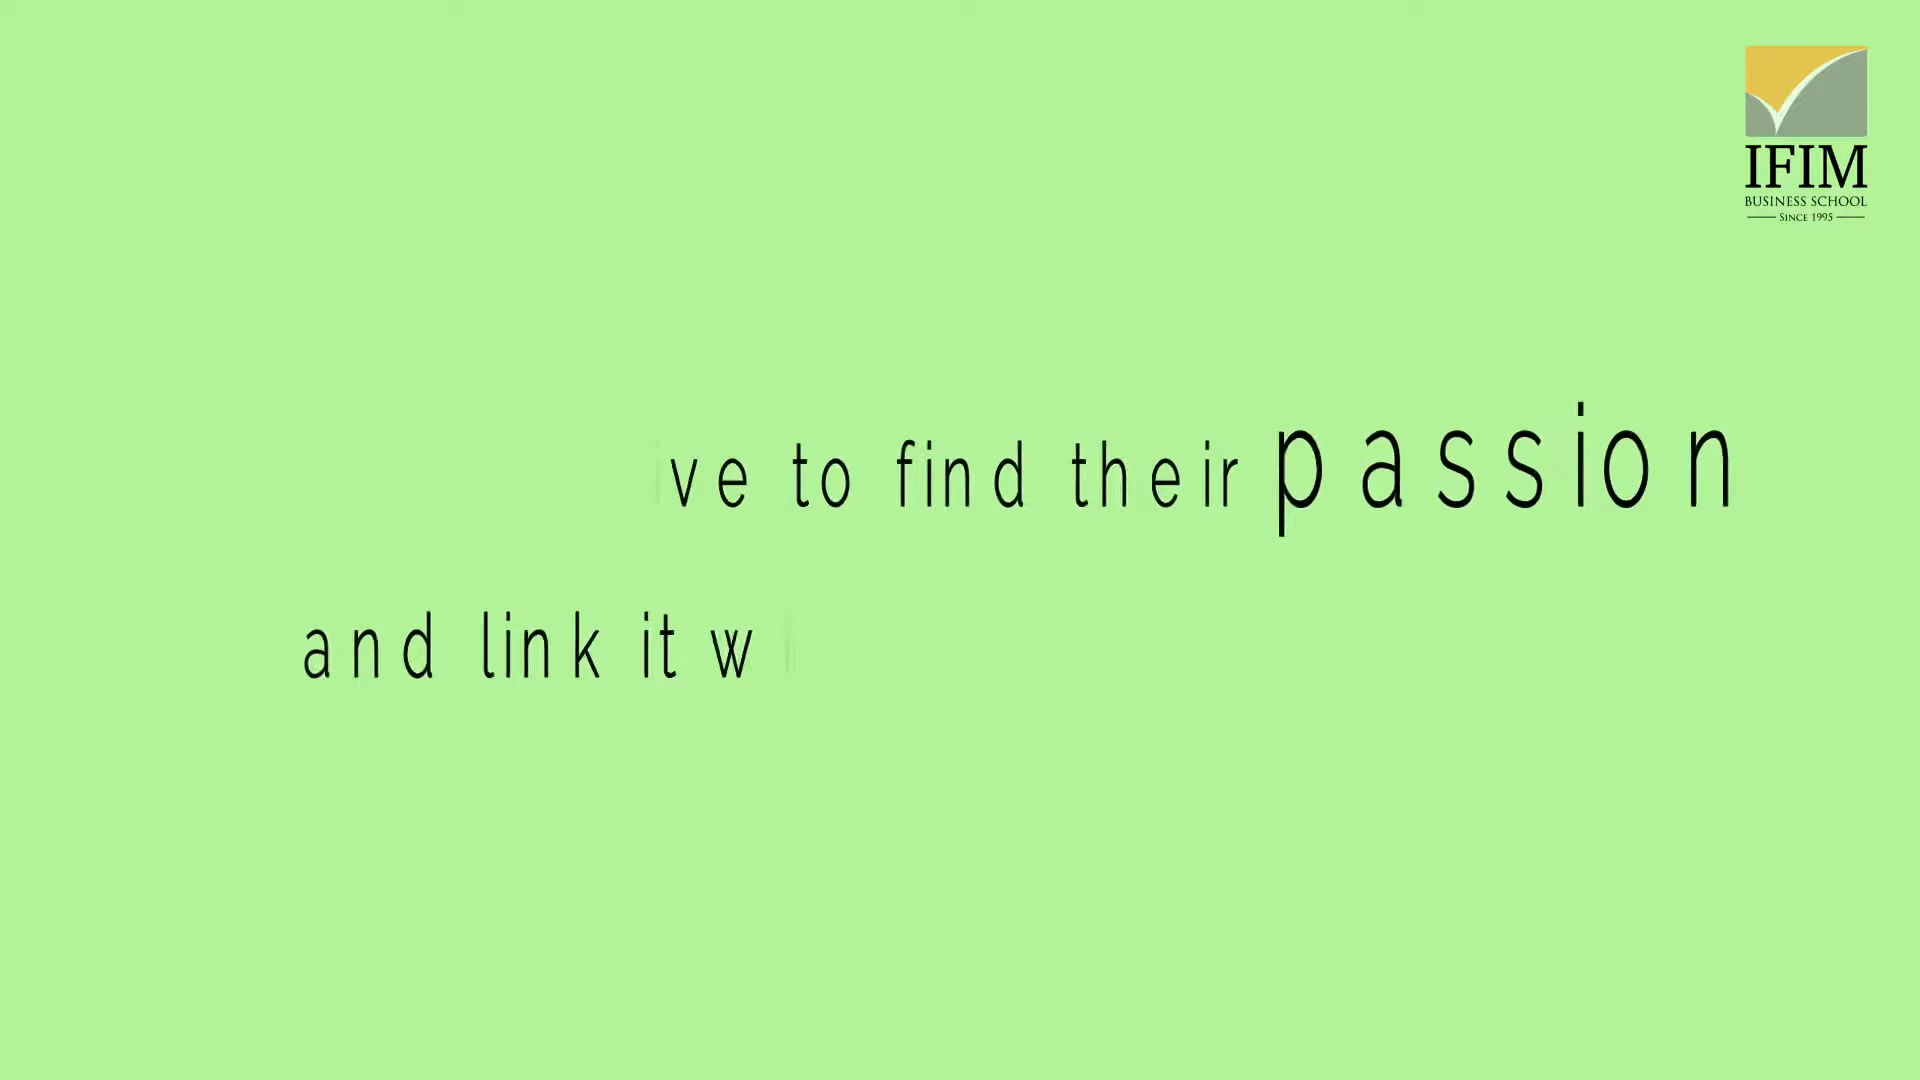 ve to find their passion
and link it w
IFIM
BUSINESS SCHOOL
SINCE 1995